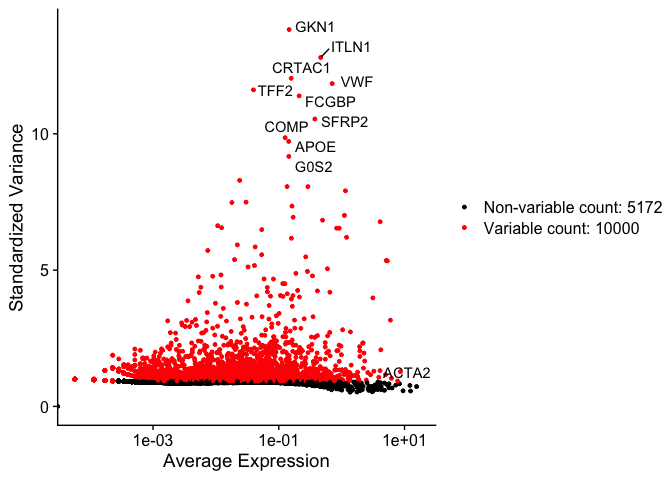 GKN1
ITLN1
CRTAC1
VWF
TFF2
FCGBP
SFRP2
COMP
APOE
G0S2
ACTA2
10
5
0
Standardized Variance
1e-03
1e-01
1e+01
Average Expression
Non-variable count: 5172
Variable count: 10000